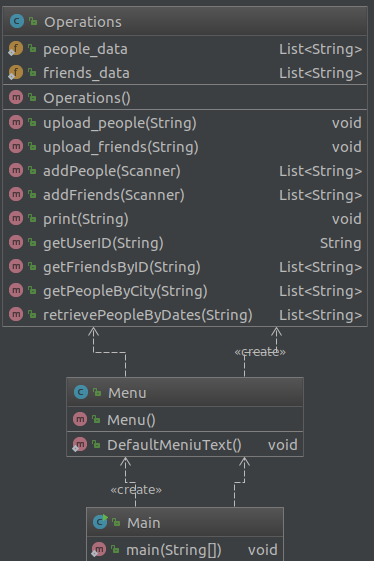 Operations
people_data List<String>
friends_data List<String>
Operations()
upload_people(String) void
upload_friends(String) void
addPeople(Scanner) List<String>
addFriends(Scanner) List<String>
print(String) void
getUserID(String) String
getFriendsByID(String) List<String>
getPeopleByCity(String) List<String>
retrievePeopleByDates(String) List<String>
«create»
Menu
Menu()
DefaultMeniuText() void
«create»
Main
main(String[]) void